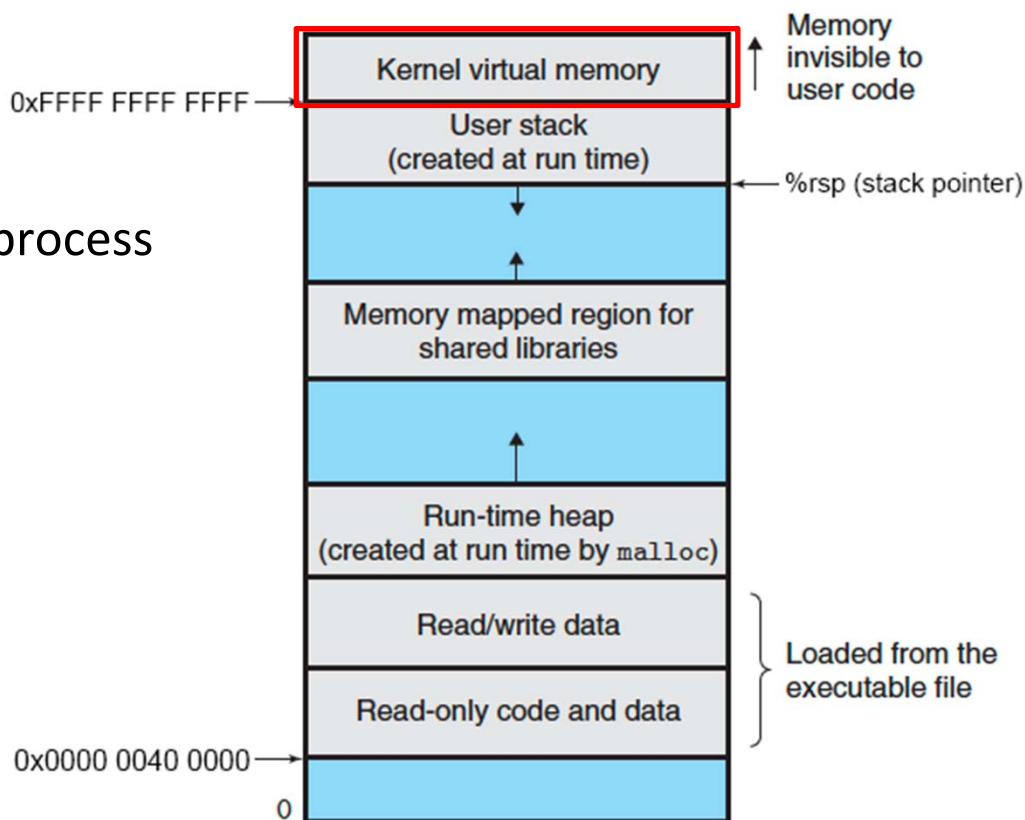 Memory
invisible to
user code
Kernel virtual memory
0xFFFF FFFF FFFF
User stack
(created at run time)
%rsp (stack pointer)
process
Memory mapped region for
shared libraries
Run-time heap
(created at run time by malloc)
Read/write data
Loaded from the
executable file
Read-only code and data
0x0000 0040 0000
0